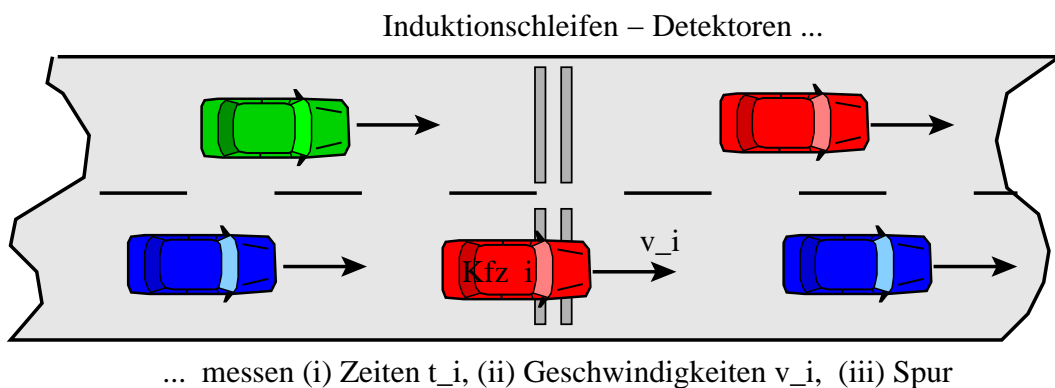 Induktionschleifen – Detektoren ...
v_i
Kfz i
... messen (i) Zeiten t_i, (ii) Geschwindigkeiten v_i, (iii) Spur